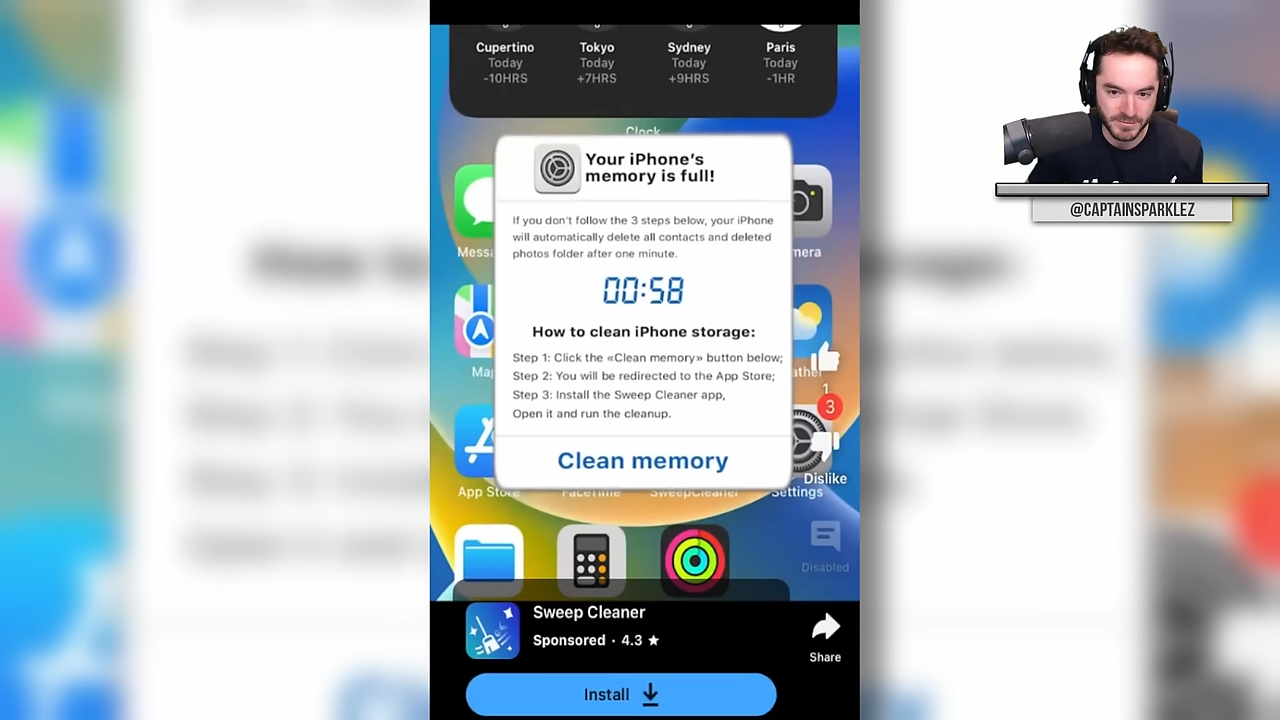 Cupertino
Today
-10HRS
Tokyo
Today
+7HRS
Sydney
Today
+9HRS
Paris
Today
-1HR
Clock
Your iPhone's
memory is full!
If you don't follow the 3 steps below, your iPhone
will automatically delete all contacts and deleted
photos folder after one minute.
00:58
How to clean iPhone storage:
Step 1: Click the «Clean memory» button below;
Step 2: You will be redirected to the App Store;
Step 3: Install the Sweep Cleaner app,
Open it and run the cleanup.
Clean memory
Messa
mera
Map
ather
1
3
Dislike
App Store
FaceTime
SweepCleaner
Settings
Disabled
Sweep Cleaner
Sponsored · 4.3 ★
Share
Install
@CAPTAINSPARKLEZ